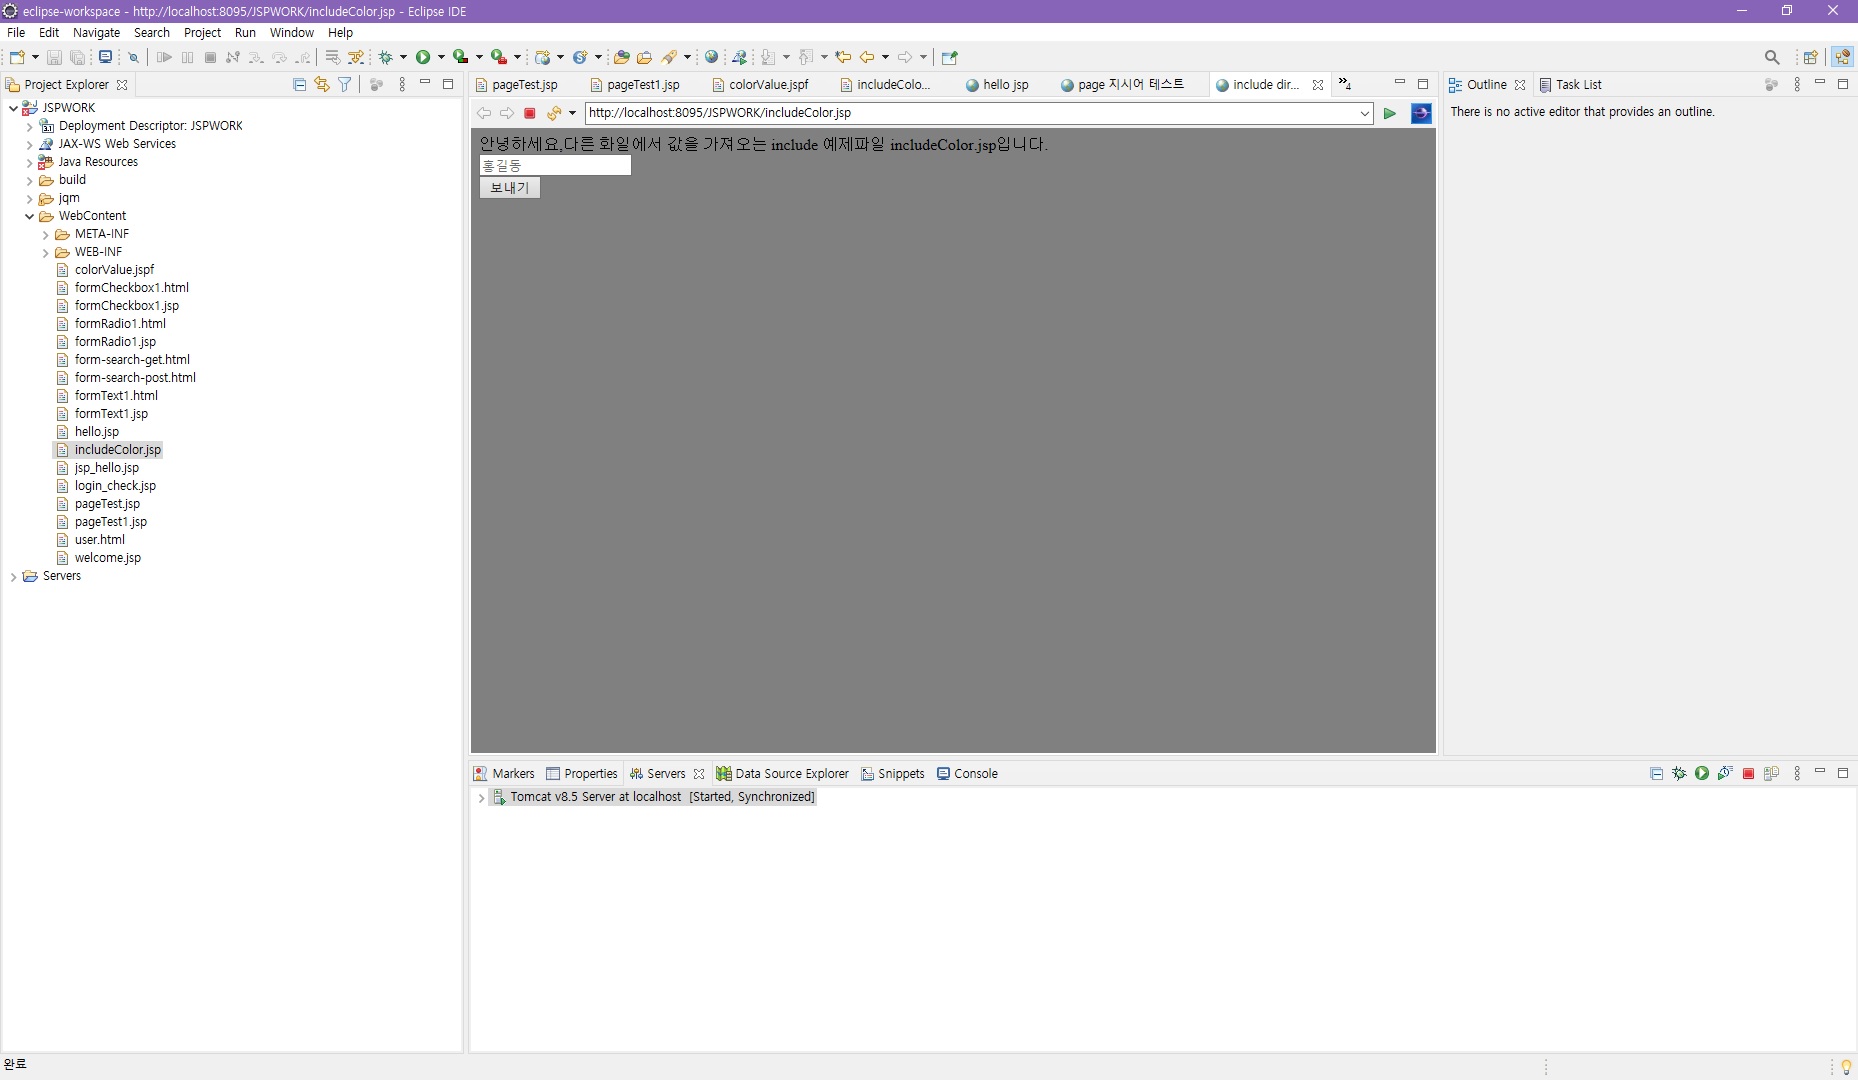 eclipse-workspace - http://localhost:8095/JSPWORK/includeColor.jsp - Eclipse IDE
File Edit Navigate Search Project Run Window Help
Project Explorer
JSPWORK
Deployment Descriptor: JSPWORK
JAX-WS Web Services
Java Resources
build
jqm
WebContent
META-INF
WEB-INF
colorValue.jspf
formCheckbox1.html
formCheckbox1.jsp
formRadio1.html
formRadio1.jsp
form-search-get.html
form-search-post.html
formText1.html
formText1.jsp
hello.jsp
includeColor.jsp
jsp_hello.jsp
login_check.jsp
pageTest.jsp
pageTest1.jsp
user.html
welcome.jsp
Servers
pageTest.jsp pageTest1.jsp colorValue.jspf includeColo... hello jsp page 지시어 테스트 include dir... »4
http://localhost:8095/JSPWORK/includeColor.jsp
안녕하세요,다른 화일에서 값을 가져오는 include 예제파일 includeColor.jsp입니다.
홍길동
보내기
Outline Task List
There is no active editor that provides an outline.
Markers Properties Servers Data Source Explorer Snippets Console
Tomcat v8.5 Server at localhost [Started, Synchronized]
완료